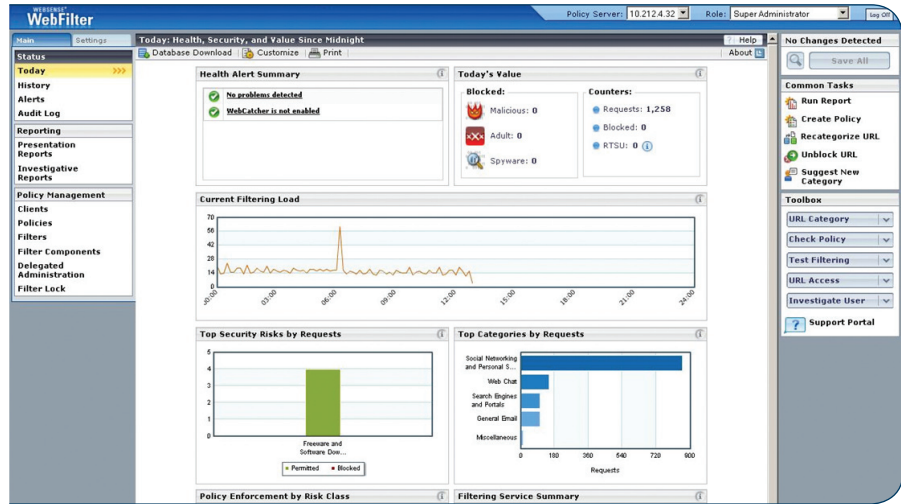 WEBSENSE
WebFilter
Policy Server: 10.212.4.32
Role: Super Administrator
Log Off
Main
Settings
Status
Today >>>
History
Alerts
Audit Log
Reporting
Presentation
Reports
Investigative
Reports
Policy Management
Clients
Policies
Filters
Filter Components
Delegated
Administration
Filter Lock
Today: Health, Security, and Value Since Midnight
? Help
Database Download
Customize
Print
About
Health Alert Summary
No problems detected
WebCatcher is not enabled
Today's Value
Blocked:
Malicious: 0
xXx
Adult: 0
Spyware: 0
Counters:
Requests: 1,258
Blocked: 0
RTSU: 0
Current Filtering Load
70
56
42
28
14
0
00:00
03:00
06:00
09:00
12:00
15:00
18:00
21:00
24:00
Top Security Risks by Requests
5
4
3
2
1
0
Freeware and
Software Dow...
Permitted
Blocked
Top Categories by Requests
Social Networking
and Personal S...
Web Chat
Search Engines
and Portals
General Email
Miscellaneous
0
180
360
540
720
900
Requests
Policy Enforcement by Risk Class
Filtering Service Summary
No Changes Detected
Save All
Common Tasks
Run Report
Create Policy
Recategorize URL
Unblock URL
Suggest New
Category
Toolbox
URL Category
Check Policy
Test Filtering
URL Access
Investigate User
? Support Portal